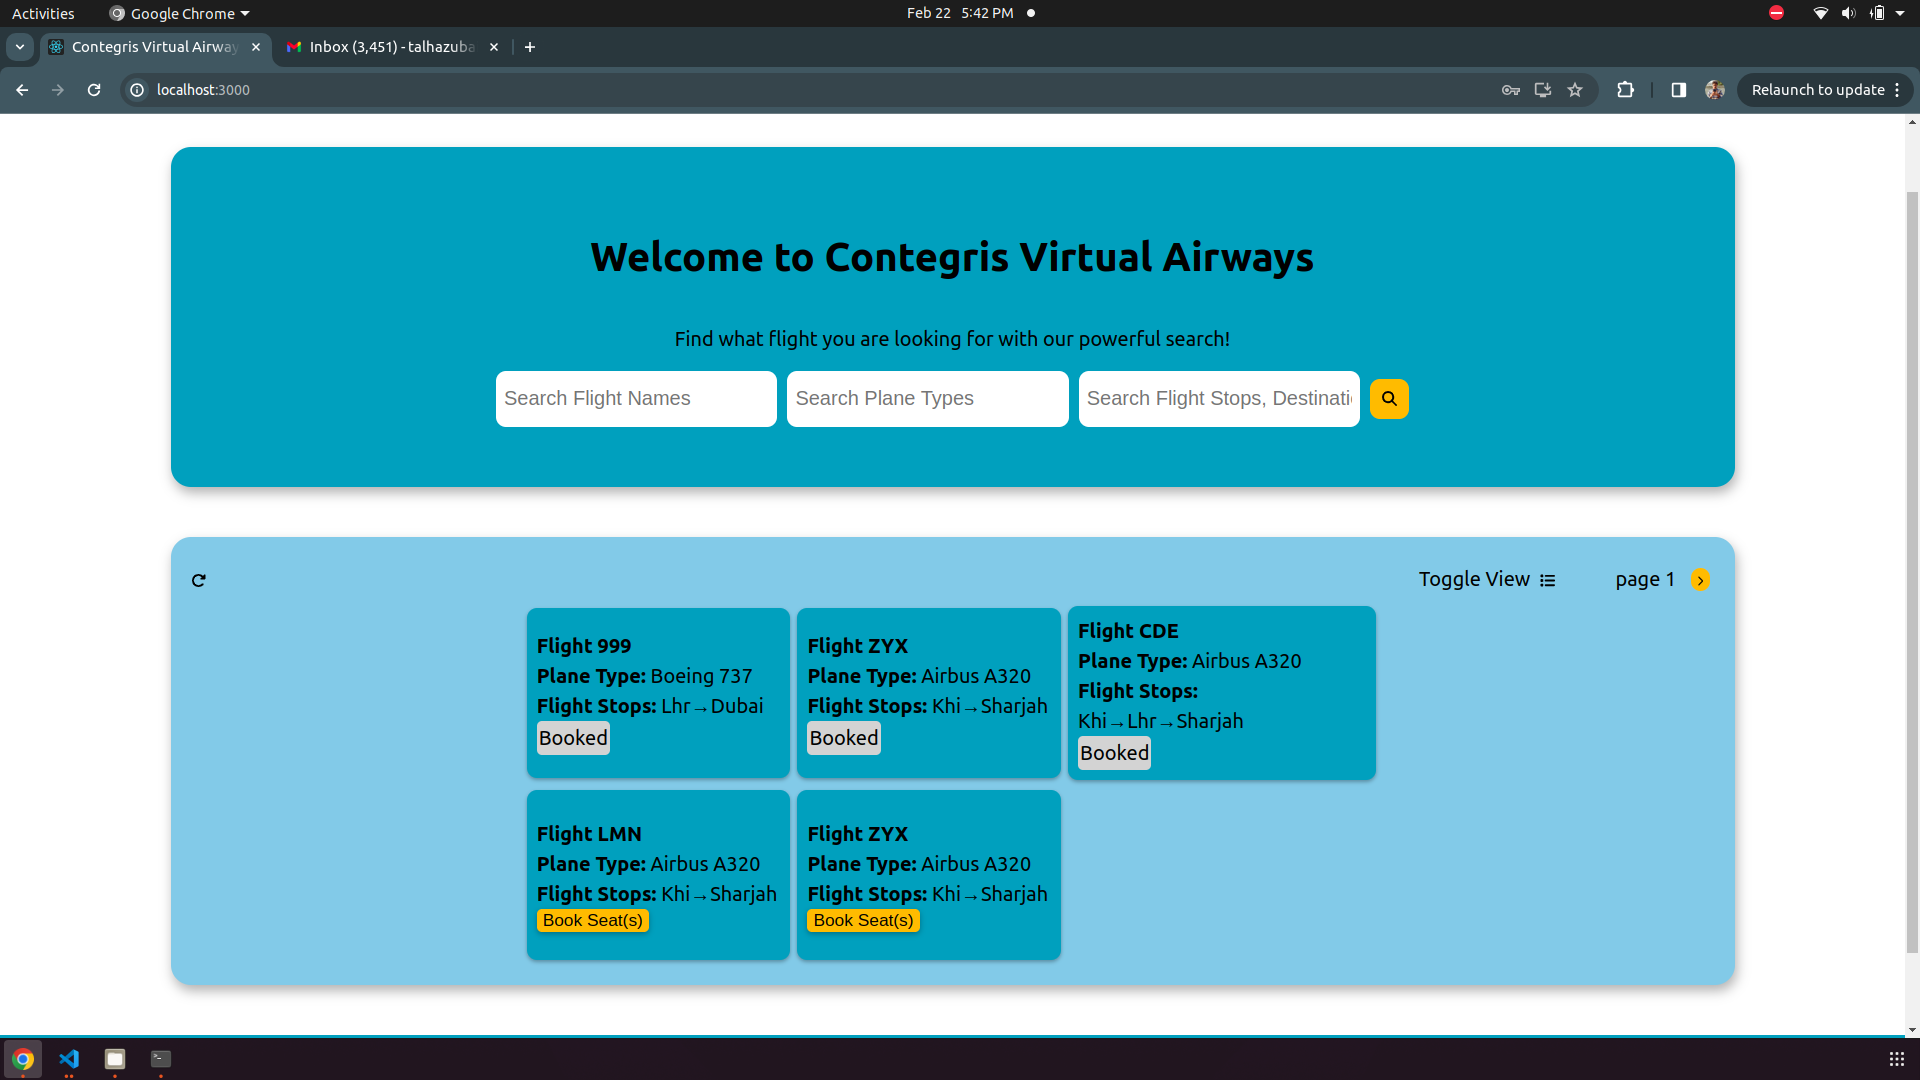 Activities
Google Chrome
Feb 22 5:42 PM
Contegris Virtual Airway
Inbox (3,451) - talhazuba
localhost:3000
Relaunch to update
Welcome to Contegris Virtual Airways
Find what flight you are looking for with our powerful search!
Search Flight Names
Search Plane Types
Search Flight Stops, Destinatio
Toggle View
page 1
Flight 999
Plane Type: Boeing 737
Flight Stops: Lhr→Dubai
Booked
Flight ZYX
Plane Type: Airbus A320
Flight Stops: Khi→Sharjah
Booked
Flight CDE
Plane Type: Airbus A320
Flight Stops:
Khi→Lhr→Sharjah
Booked
Flight LMN
Plane Type: Airbus A320
Flight Stops: Khi→Sharjah
Book Seat(s)
Flight ZYX
Plane Type: Airbus A320
Flight Stops: Khi→Sharjah
Book Seat(s)